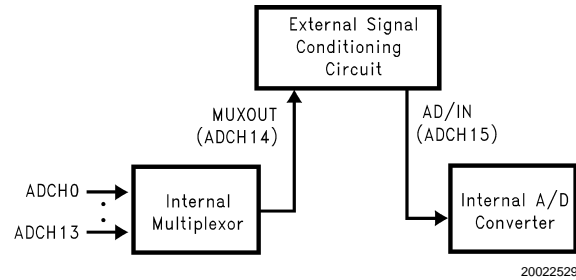 External Signal
Conditioning
Circuit
MUXOUT
(ADCH14)
AD/IN
(ADCH15)
ADCH0
ADCH13
Internal
Multiplexor
Internal A/D
Converter
20022529